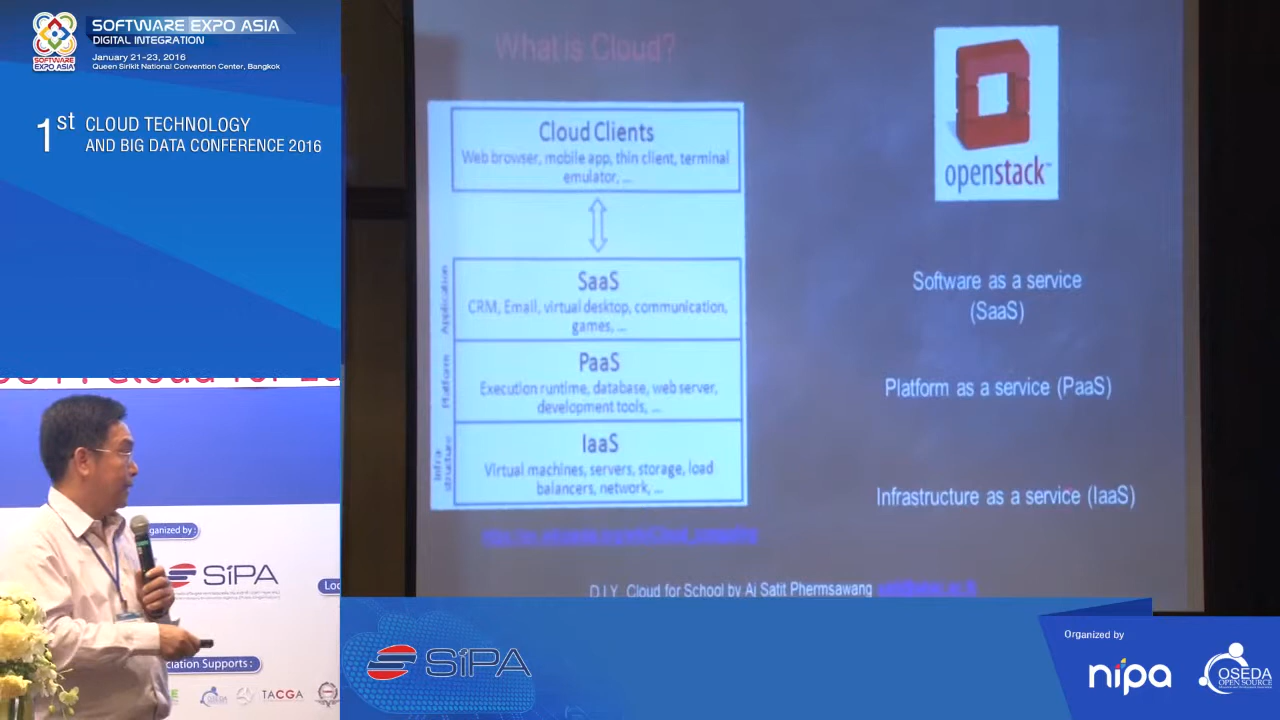 SOFTWARE EXPO ASIA
DIGITAL INTEGRATION
January 21-23, 2016
Queen Sirikit National Convention Center, Bangkok
SOFTWARE
EXPO ASIA
1st CLOUD TECHNOLOGY
AND BIG DATA CONFERENCE 2016
What is Cloud?
Cloud Clients
Web browser, mobile app, thin client, terminal
emulator, ...
Application
SaaS
CRM, Email, virtual desktop, communication,
games, ...
Platform
PaaS
Execution runtime, database, web server,
development tools, ...
Infra-
structure
IaaS
Virtual machines, servers, storage, load
balancers, network, ...
openstack™
Software as a service
(SaaS)
Platform as a service (PaaS)
Infrastructure as a service (IaaS)
D.I.Y. Cloud for School by Aj Satit Phermsawang
ganized by :
SiPA
ciation Supports :
OSEDA
TACGA
SiPA
Organized by
nipa
OSEDA
OPEN SOURCE